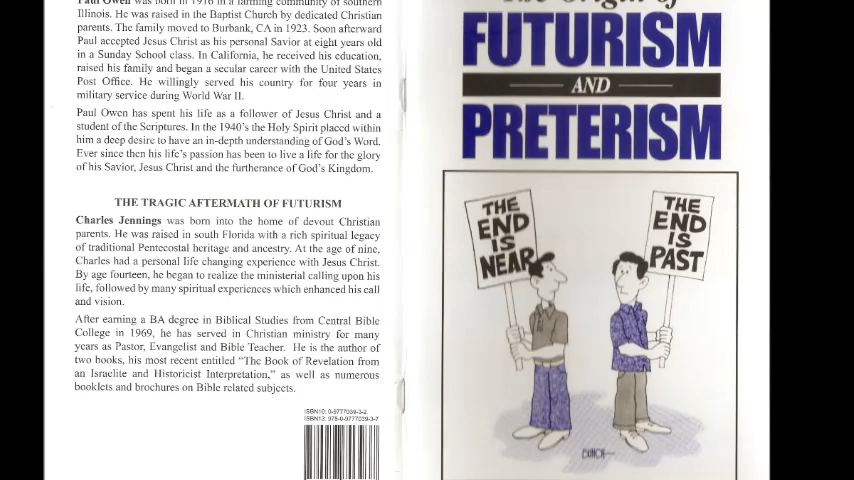 Paul Owen was born in 1916 in a farming community of southern
Illinois. He was raised in the Baptist Church by dedicated Christian
parents. The family moved to Burbank, CA in 1923. Soon afterward
Paul accepted Jesus Christ as his personal Savior at eight years old
in a Sunday School class. In California, he received his education,
raised his family and began a secular career with the United States
Post Office. He willingly served his country for four years in
military service during World War II.
Paul Owen has spent his life as a follower of Jesus Christ and a
student of the Scriptures. In the 1940's the Holy Spirit placed within
him a deep desire to have an in-depth understanding of God's Word.
Ever since then his life's passion has been to live a life for the glory
of his Savior, Jesus Christ and the furtherance of God's Kingdom.
THE TRAGIC AFTERMATH OF FUTURISM
Charles Jennings was born into the home of devout Christian
parents. He was raised in south Florida with a rich spiritual legacy
of traditional Pentecostal heritage and ancestry. At the age of nine,
Charles had a personal life changing experience with Jesus Christ.
By age fourteen, he began to realize the ministerial calling upon his
life, followed by many spiritual experiences which enhanced his call
and vision.
After earning a BA degree in Biblical Studies from Central Bible
College in 1969, he has served in Christian ministry for many
years as Pastor, Evangelist and Bible Teacher. He is the author of
two books, his most recent entitled “The Book of Revelation from
an Israelite and Historicist Interpretation,” as well as numerous
booklets and brochures on Bible related subjects.
ISBN10: 0-9777039-3-2
ISBN13: 978-0-9777039-3-7
The Origin of
FUTURISM
AND
PRETERISM
THE
END
IS
NEAR
THE
END
IS
PAST